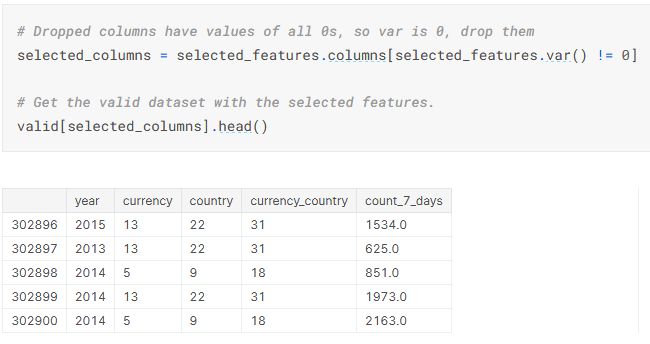 # Dropped columns have values of all 0s, so var is 0, drop them
selected_columns = selected_features.columns[selected_features.var() != 0]
# Get the valid dataset with the selected features.
valid[selected_columns].head()
year currency country currency_country count_7_days
302896 2015 13 22 31 1534.0
302897 2013 13 22 31 625.0
302898 2014 5 9 18 851.0
302899 2014 13 22 31 1973.0
302900 2014 5 9 18 2163.0